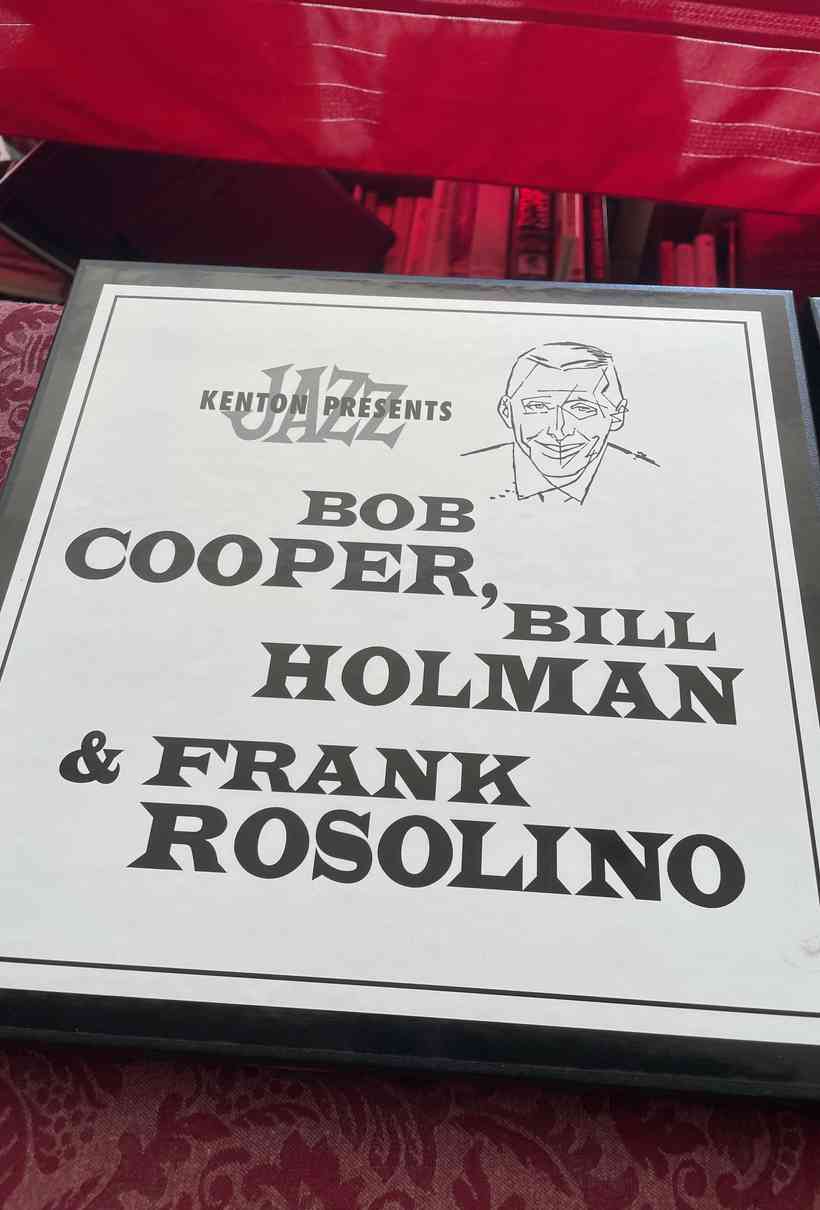 JAZZ
KENTON PRESENTS
BOB
COOPER,
BILL
HOLMAN
& FRANK
ROSOLINO